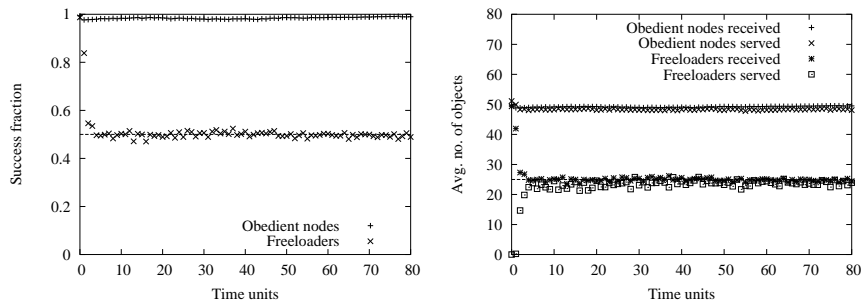 1
0.8
0.6
0.4
0.2
0
Success fraction
Obedient nodes
Freeloaders
0 10 20 30 40 50 60 70 80
Time units
80
70
60
50
40
30
20
10
0
Avg. no. of objects
Obedient nodes received
Obedient nodes served
Freeloaders received
Freeloaders served
0 10 20 30 40 50 60 70 80
Time units